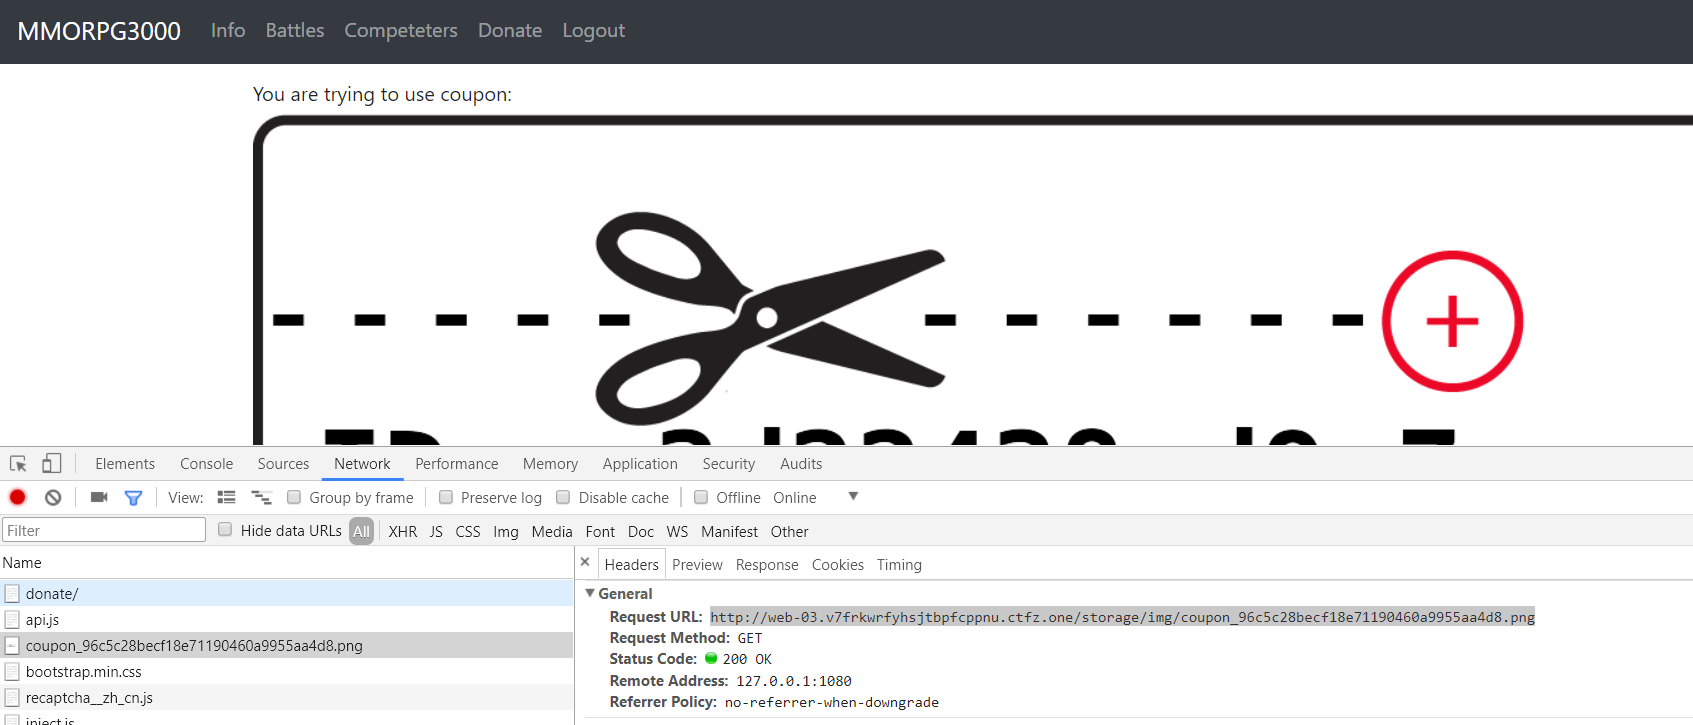 MMORPG3000 Info Battles Competeters Donate Logout
You are trying to use coupon:
Elements Console Sources Network Performance Memory Application Security Audits
View: Group by frame Preserve log Disable cache Offline Online
Filter Hide data URLs All XHR JS CSS Img Media Font Doc WS Manifest Other
Name
donate/
api.js
coupon_96c5c28becf18e71190460a9955aa4d8.png
bootstrap.min.css
recaptcha__zh_cn.js
inject.js
× Headers Preview Response Cookies Timing
General
Request URL: http://web-03.v7frkwrfyhsjtbpfcppnu.ctfz.one/storage/img/coupon_96c5c28becf18e71190460a9955aa4d8.png
Request Method: GET
Status Code: 200 OK
Remote Address: 127.0.0.1:1080
Referrer Policy: no-referrer-when-downgrade